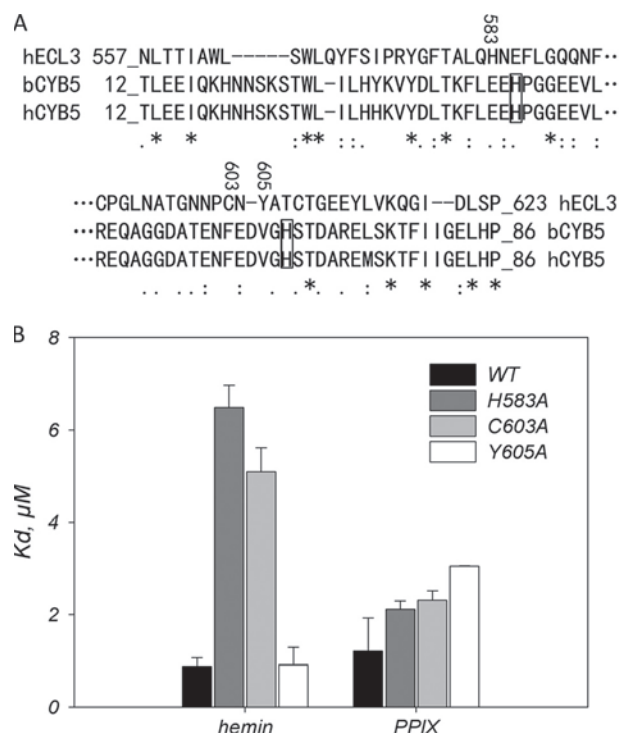 A
583
hECL3 557_NLTTIAWL-----SWLQYFSIPRYGFTALQHNEFLGQQNF···
bCYB5 12_TLEEIQKHNNSKSTWL-ILHYKVYDLTKFLEEHPGGEEVL···
hCYB5 12_TLEEIQKHNHSKSTWL-ILHHKVYDLTKFLEEHPGGEEVL···
. * * : . ** : : . * : * . : . * : : :
603 605
···CPGLNATGNNPCN-YATCTGEEYLVKQGI--DLSP_623 hECL3
···REQAGGDATENFEDVGHSTDARELSKTFIIGELHP_86 bCYB5
···REQAGGDATENFEDVGHSTDAREMSKTFIIGELHP_86 hCYB5
. . . : : . . * . . : * * : * *
B
8
6
4
2
0
Kd, μM
WT
H583A
C603A
Y605A
hemin PPIX